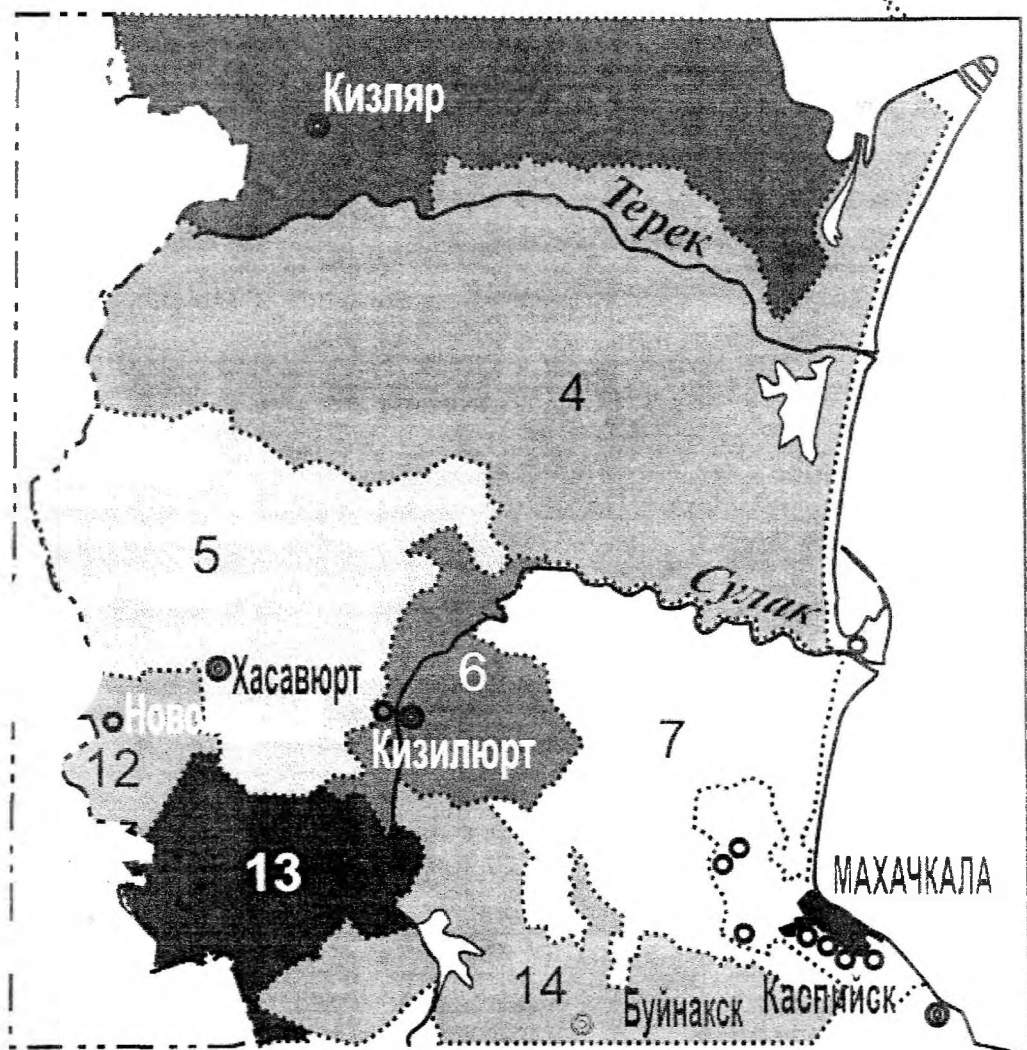 Кизляр
Терек
4
5
Сулак
Хасавюрт
6
Ново
Кизилюрт
7
12
13
МАХАЧКАЛА
14
Буйнакск
Каспийск